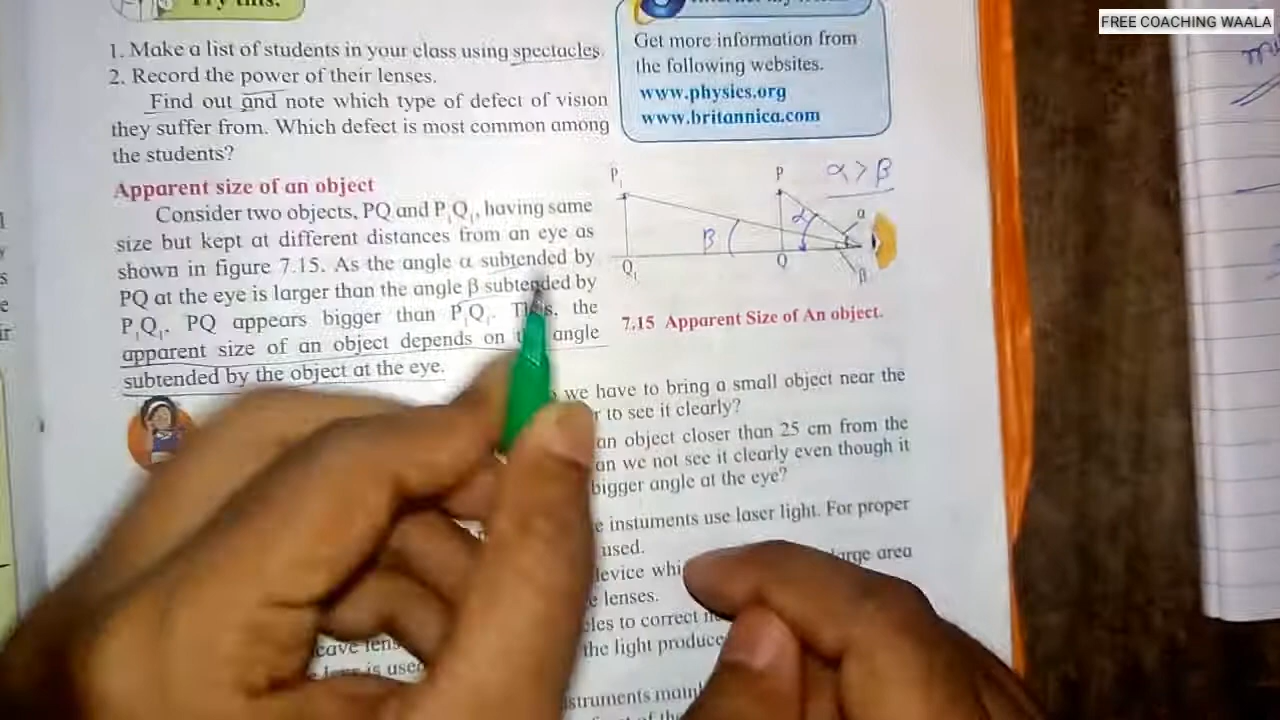 Try this.
FREE COACHING WAALA
1. Make a list of students in your class using spectacles.
2. Record the power of their lenses.
Find out and note which type of defect of vision
they suffer from. Which defect is most common among
the students?
Get more information from
the following websites.
www.physics.org
www.britannica.com
Apparent size of an object
Consider two objects, PQ and P₁Q₁, having same
size but kept at different distances from an eye as
shown in figure 7.15. As the angle α subtended by
PQ at the eye is larger than the angle β subtended by
P₁Q₁. PQ appears bigger than P₁Q₁. Thus, the
apparent size of an object depends on the angle
subtended by the object at the eye.
P₁
P
α > β
α
α
β
Q₁
Q
β
7.15 Apparent Size of An object.
we have to bring a small object near the
to see it clearly?
an object closer than 25 cm from the
we not see it clearly even though it
bigger angle at the eye?
instuments use laser light. For proper
used.
large area
lenses.
to correct
the light
is used